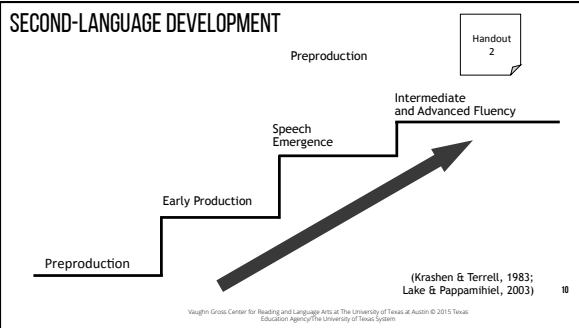 SECOND-LANGUAGE DEVELOPMENT
Handout
2
Preproduction
Intermediate
and Advanced Fluency
Speech
Emergence
Early Production
Preproduction
(Krashen & Terrell, 1983;
Lake & Pappamihiel, 2003)
10
Vaughn Gross Center for Reading and Language Arts at The University of Texas at Austin © 2015 Texas
Education Agency/The University of Texas System